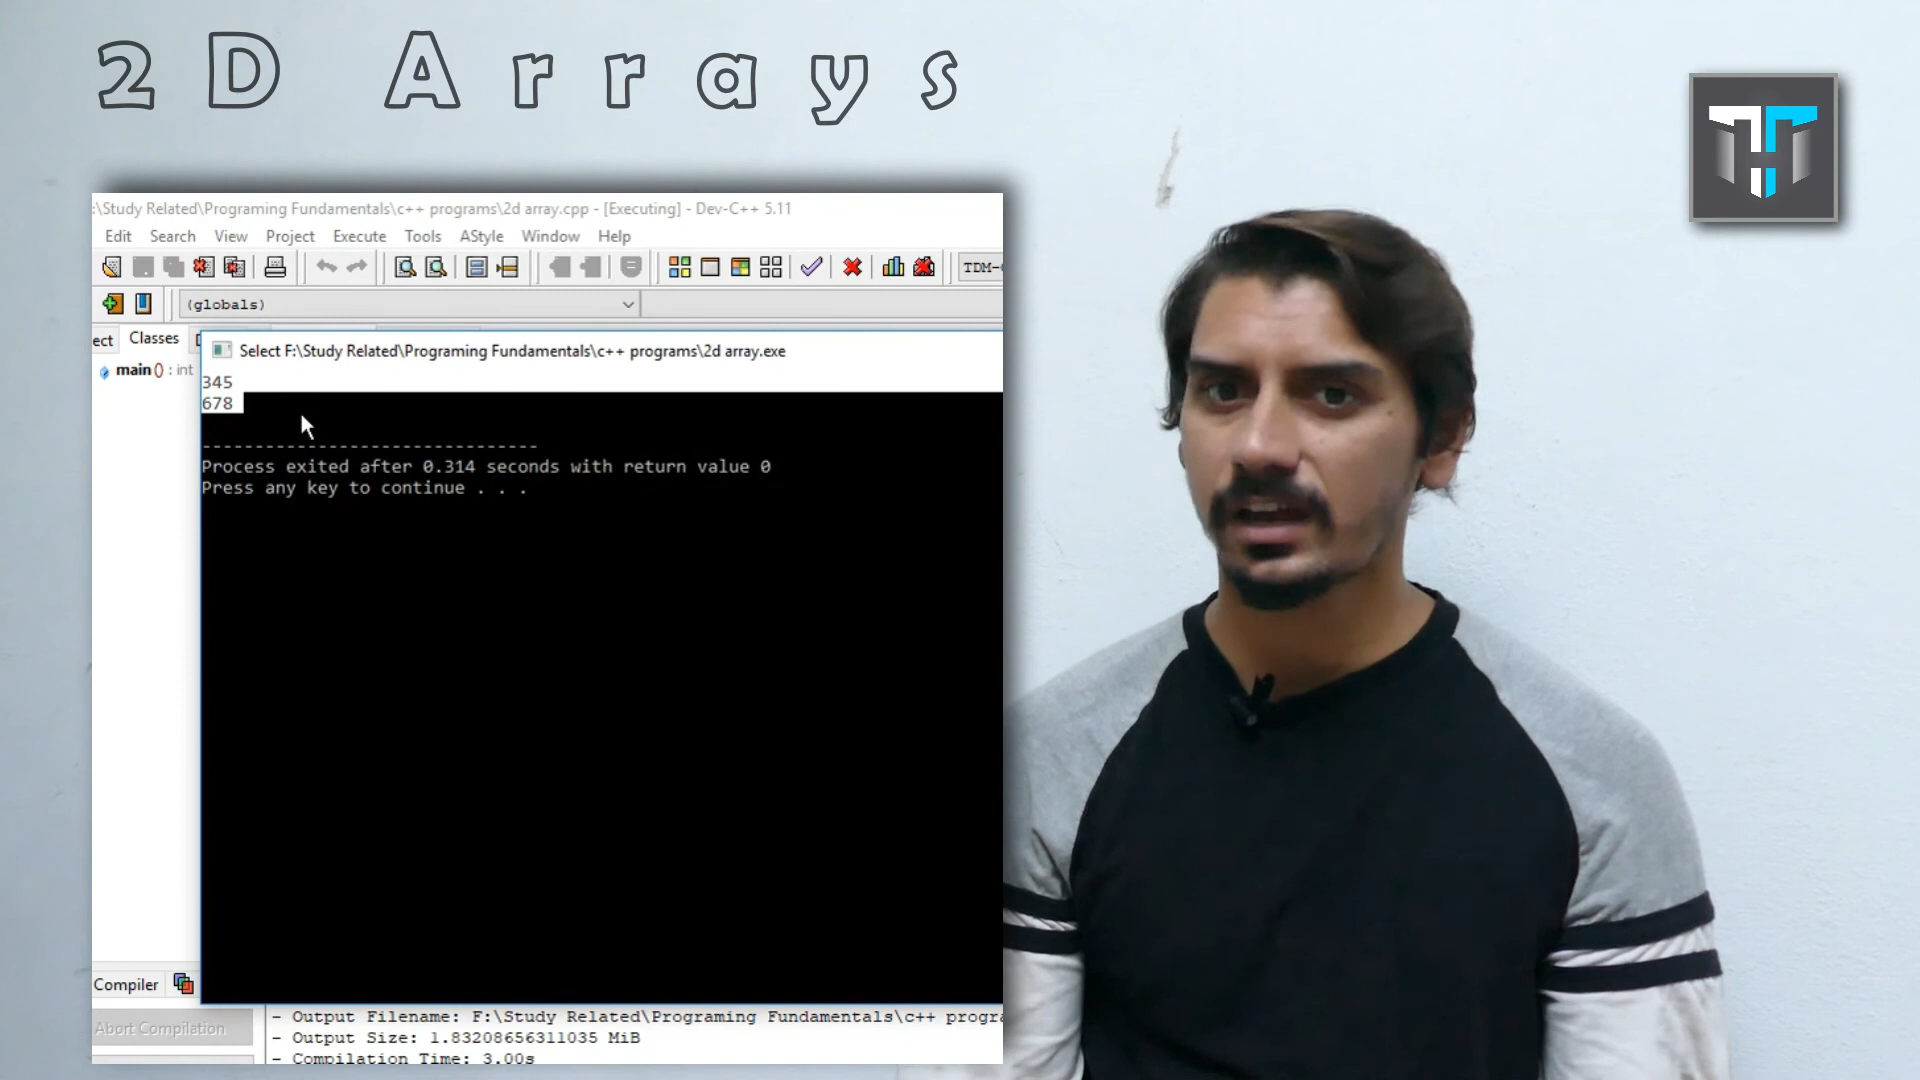 2D Arrays
:\Study Related\Programing Fundamentals\c++ programs\2d array.cpp - [Executing] - Dev-C++ 5.11
Edit Search View Project Execute Tools AStyle Window Help
TDM-
(globals)
ect Classes
main() : int
Select F:\Study Related\Programing Fundamentals\c++ programs\2d array.exe
345
678
--------------------------------
Process exited after 0.314 seconds with return value 0
Press any key to continue . . .
Compiler
Abort Compilation
- Output Filename: F:\Study Related\Programing Fundamentals\c++ progra
- Output Size: 1.83208656311035 MiB
- Compilation Time: 3.00s